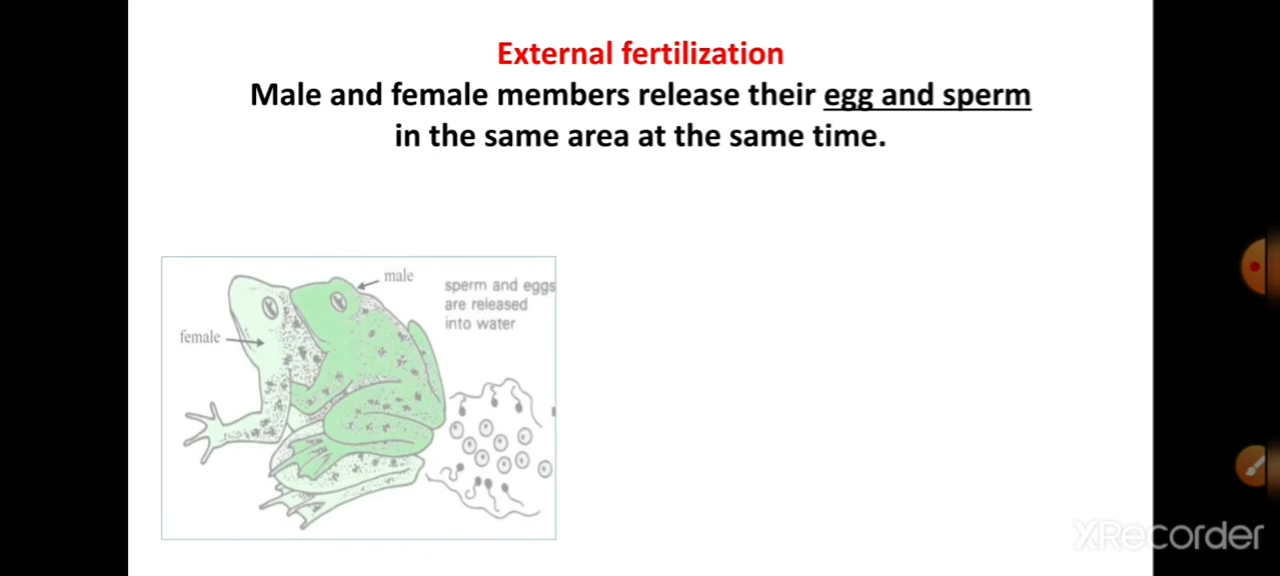 External fertilization
Male and female members release their egg and sperm
in the same area at the same time.
male
sperm and eggs
are released
into water
female
XRecorder